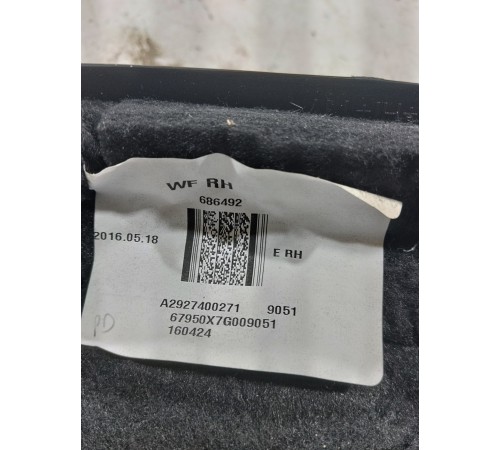 WF RH
686492
2016.05.18
E RH
A2927400271 9051
67950X7G009051
160424
PD